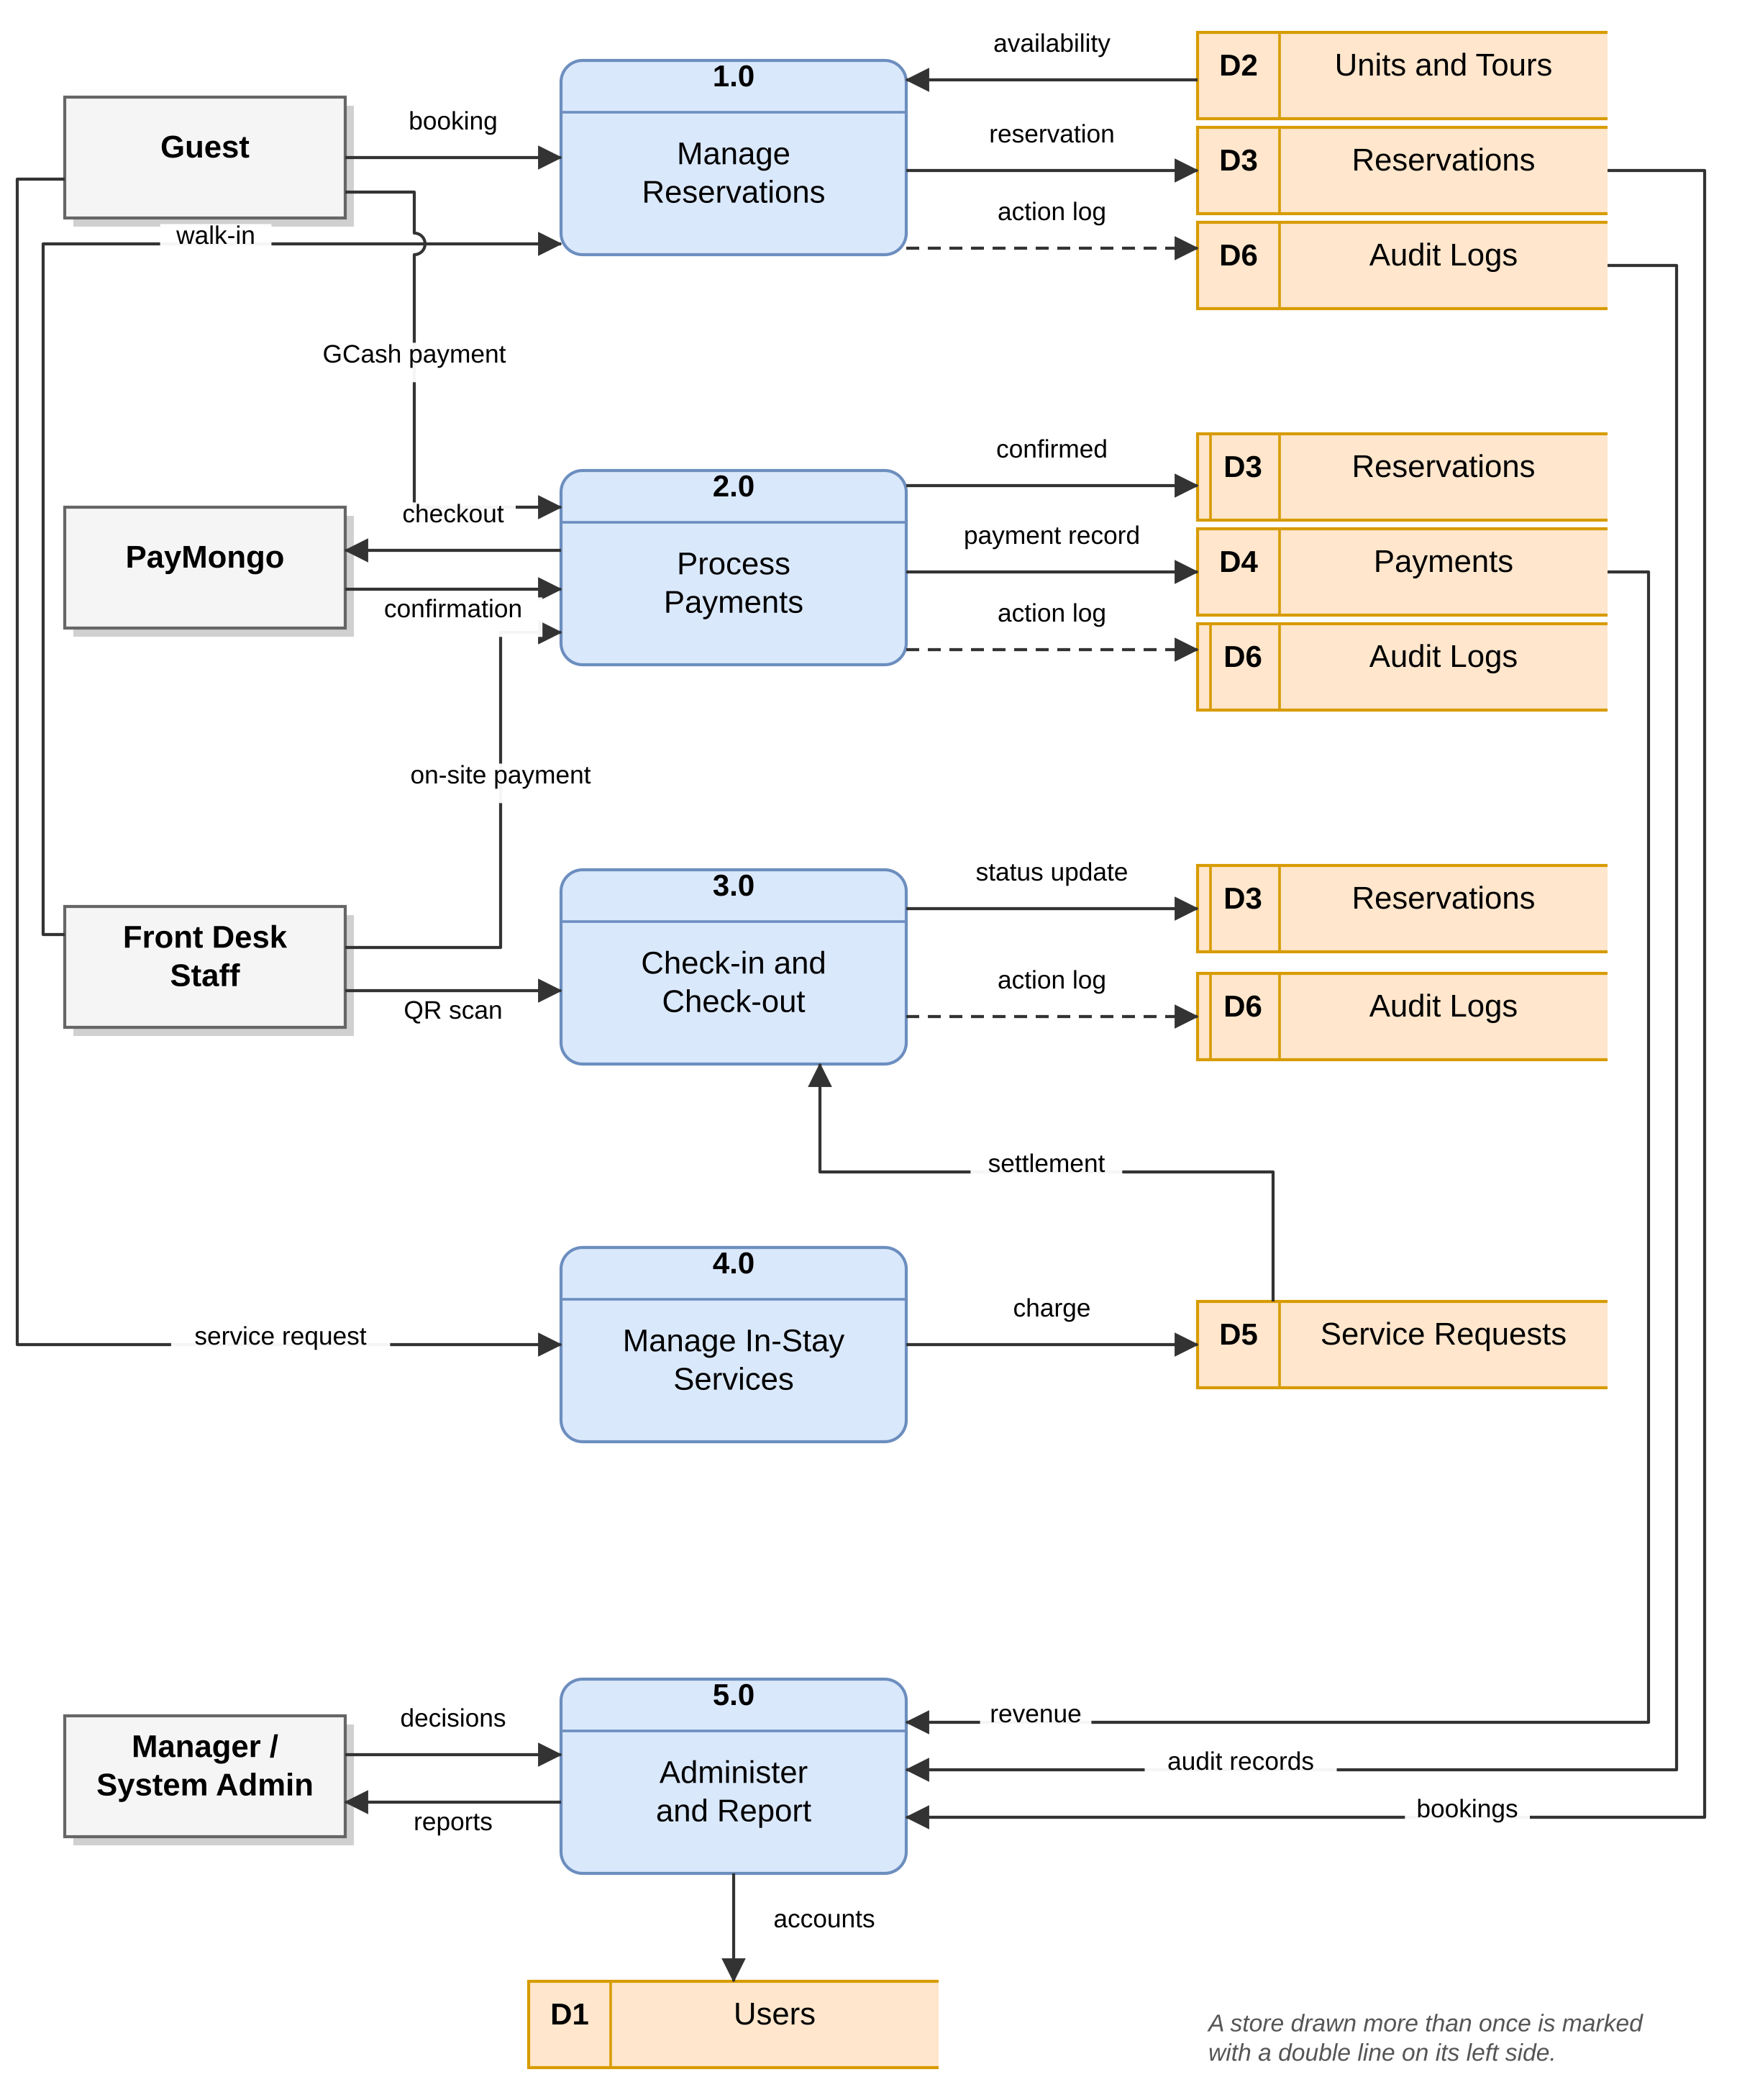 availability
1.0
D2
Units and Tours
Guest
booking
Manage
Reservations
reservation
D3
Reservations
walk-in
action log
D6
Audit Logs
GCash payment
confirmed
D3
Reservations
2.0
checkout
PayMongo
Process
Payments
payment record
D4
Payments
confirmation
action log
D6
Audit Logs
on-site payment
3.0
status update
D3
Reservations
Front Desk
Staff
Check-in and
Check-out
QR scan
action log
D6
Audit Logs
settlement
4.0
service request
Manage In-Stay
Services
charge
D5
Service Requests
5.0
decisions
revenue
Manager /
System Admin
Administer
and Report
audit records
reports
bookings
accounts
D1
Users
A store drawn more than once is marked
with a double line on its left side.